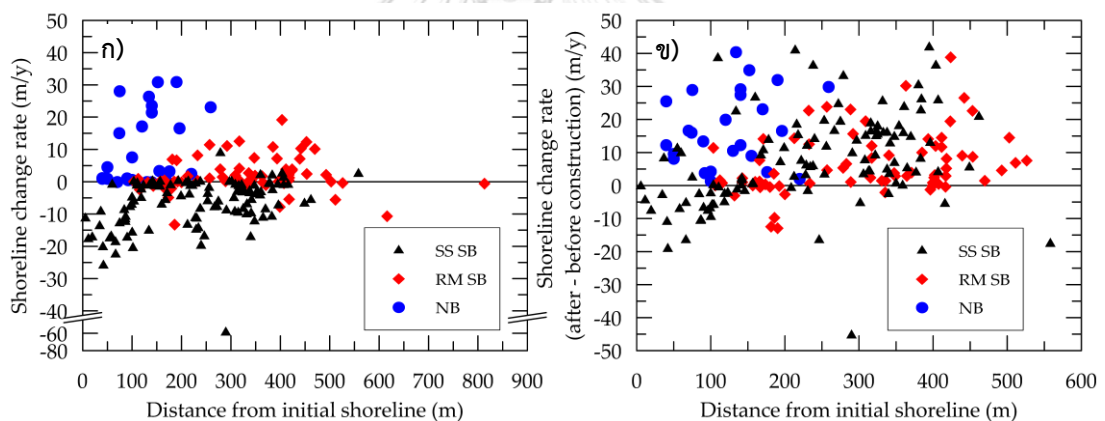 ก)
Shoreline change rate (m/y)
50
40
30
20
10
0
-10
-20
-30
-40
-60
-80
0 100 200 300 400 500 600 700 800 900
Distance from initial shoreline (m)
SS SB
RM SB
NB
ข)
Shoreline change rate
(after - before construction) (m/y)
50
40
30
20
10
0
-10
-20
-30
-40
-50
0 100 200 300 400 500 600
Distance from initial shoreline (m)
SS SB
RM SB
NB